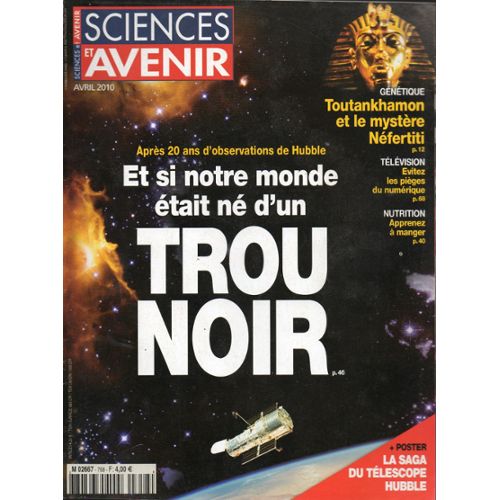 SCIENCES ET AVENIR
SCIENCES
ET
AVENIR
AVRIL 2010
GÉNÉTIQUE
Toutankhamon
et le mystère
Néfertiti
p.12
TÉLÉVISION
Evitez
les pièges
du numérique
p.68
NUTRITION
Apprenez
à manger
p.40
Après 20 ans d'observations de Hubble
Et si notre monde
était né d'un
TROU
NOIR
p.46
+ POSTER
LA SAGA
DU TÉLESCOPE
HUBBLE
M 02667 - 758 - F: 4,00 €